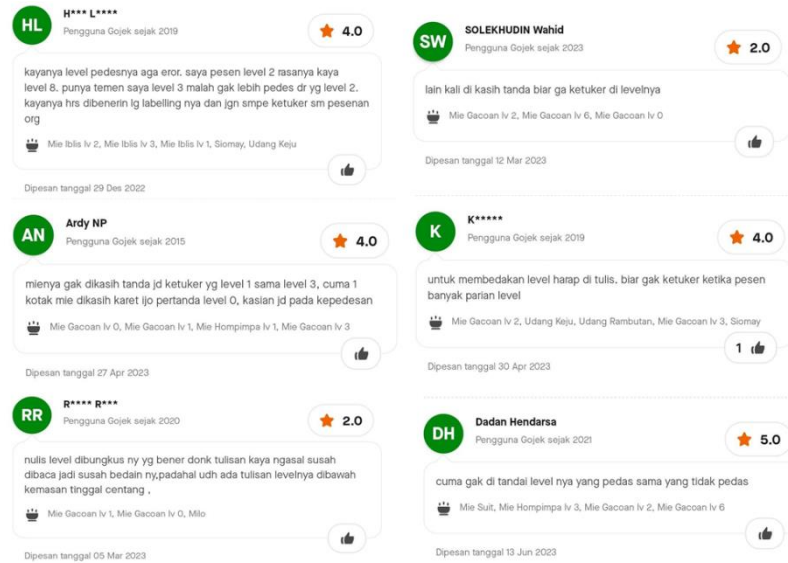 HL
H*** L****
Pengguna Gojek sejak 2019
4.0
kayanya level pedesnya aga eror. saya pesen level 2 rasanya kaya
level 8. punya temen saya level 3 malah gak lebih pedes dr yg level 2.
kayanya hrs dibenerin lg labelling nya dan jgn smpe ketuker sm pesenan
org
Mie Iblis lv 2, Mie Iblis lv 3, Mie Iblis lv 1, Siomay, Udang Keju
Dipesan tanggal 29 Des 2022
AN
Ardy NP
Pengguna Gojek sejak 2015
4.0
mienya gak dikasih tanda jd ketuker yg level 1 sama level 3, cuma 1
kotak mie dikasih karet ijo pertanda level 0, kasian jd pada kepedesan
Mie Gacoan lv 0, Mie Gacoan lv 1, Mie Hompimpa lv 1, Mie Gacoan lv 3
Dipesan tanggal 27 Apr 2023
RR
R**** R***
Pengguna Gojek sejak 2020
2.0
nulis level dibungkus ny yg bener donk tulisan kaya ngasal susah
dibaca jadi susah bedain ny,padahal udh ada tulisan levelnya dibawah
kemasan tinggal centang ,
Mie Gacoan lv 1, Mie Gacoan lv 0, Milo
Dipesan tanggal 05 Mar 2023
SW
SOLEKHUDIN Wahid
Pengguna Gojek sejak 2023
2.0
lain kali di kasih tanda biar ga ketuker di levelnya
Mie Gacoan lv 2, Mie Gacoan lv 6, Mie Gacoan lv 0
Dipesan tanggal 12 Mar 2023
K
K*****
Pengguna Gojek sejak 2019
4.0
untuk membedakan level harap di tulis. biar gak ketuker ketika pesen
banyak parian level
Mie Gacoan lv 2, Udang Keju, Udang Rambutan, Mie Gacoan lv 3, Siomay
1
Dipesan tanggal 30 Apr 2023
DH
Dadan Hendarsa
Pengguna Gojek sejak 2021
5.0
cuma gak di tandai level nya yang pedas sama yang tidak pedas
Mie Suit, Mie Hompimpa lv 3, Mie Gacoan lv 2, Mie Gacoan lv 6
Dipesan tanggal 13 Jun 2023